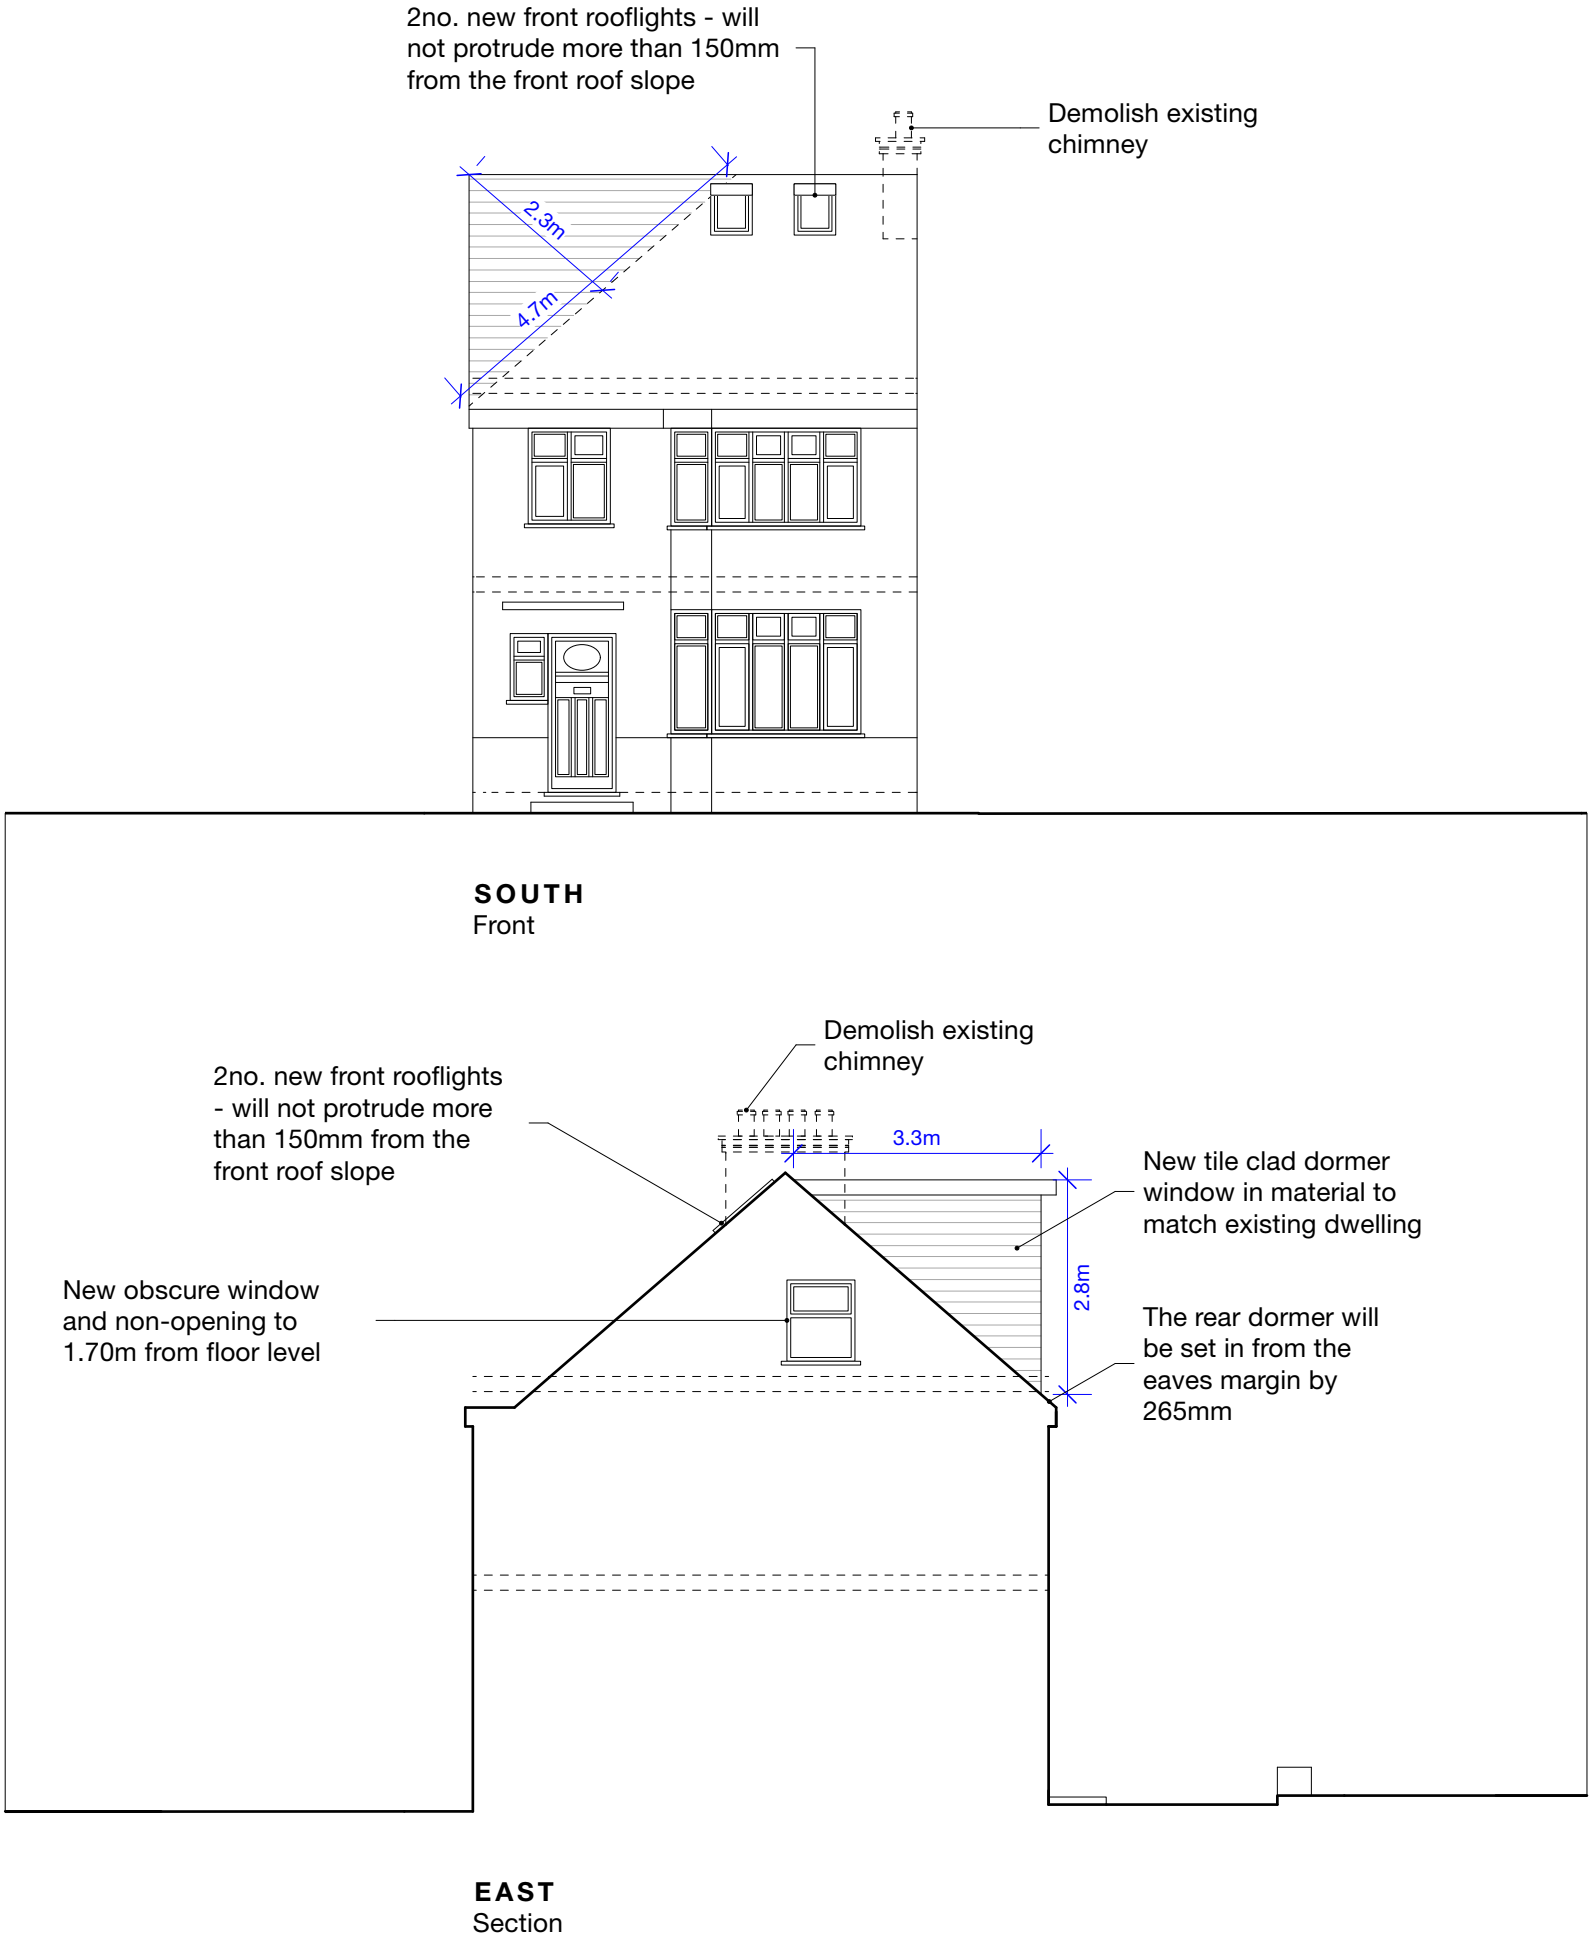 2no. new front rooflights - will
not protrude more than 150mm
from the front roof slope
Demolish existing
chimney
2.3m
4.7m
SOUTH
Front
Demolish existing
chimney
2no. new front rooflights
- will not protrude more
than 150mm from the
front roof slope
3.3m
New tile clad dormer
window in material to
match existing dwelling
2.8m
New obscure window
and non-opening to
1.70m from floor level
The rear dormer will
be set in from the
eaves margin by
265mm
EAST
Section